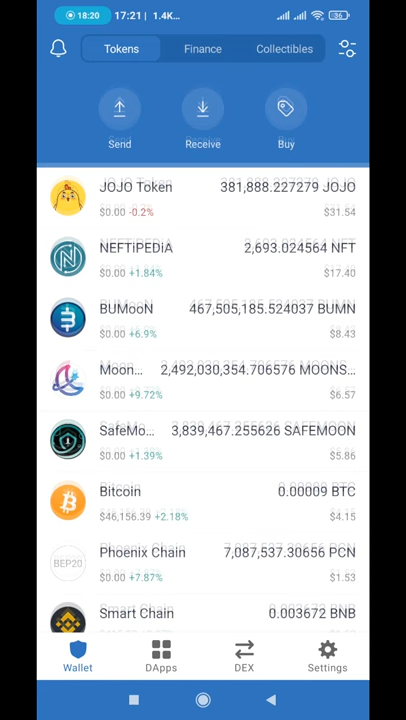 18:20 17:21 1.4K... 36
Tokens Finance Collectibles
Send Receive Buy
JOJO Token 381,888.227279 JOJO
$0.00 -0.2% $31.54
NEFTiPEDiA 2,693.024564 NFT
$0.00 +1.84% $17.40
BUMooN 467,505,185.524037 BUMN
$0.00 +6.9% $8.43
Moon... 2,492,030,354.706576 MOONS...
$0.00 +9.72% $6.57
SafeMo... 3,839,467.255626 SAFEMOON
$0.00 +1.39% $5.86
Bitcoin 0.00009 BTC
$46,156.39 +2.18% $4.15
BEP20 Phoenix Chain 7,087,537.30656 PCN
$0.00 +7.87% $1.53
Smart Chain 0.003672 BNB
Wallet DApps DEX Settings